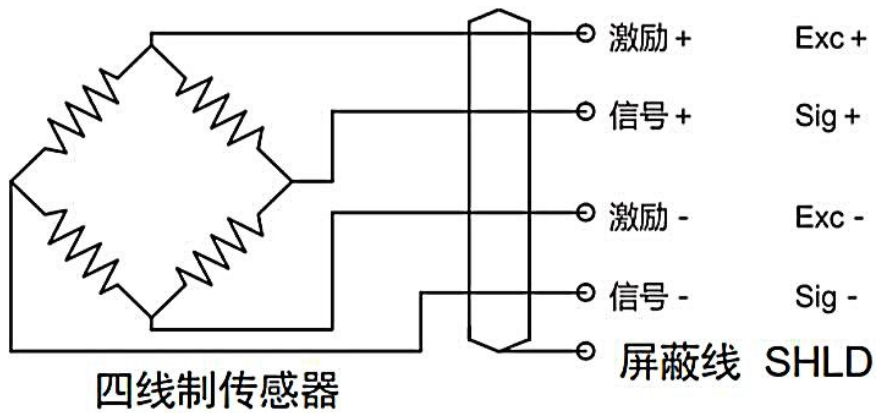 激励 + Exc +
信号 + Sig +
激励 - Exc -
信号 - Sig -
屏蔽线 SHLD
四线制传感器